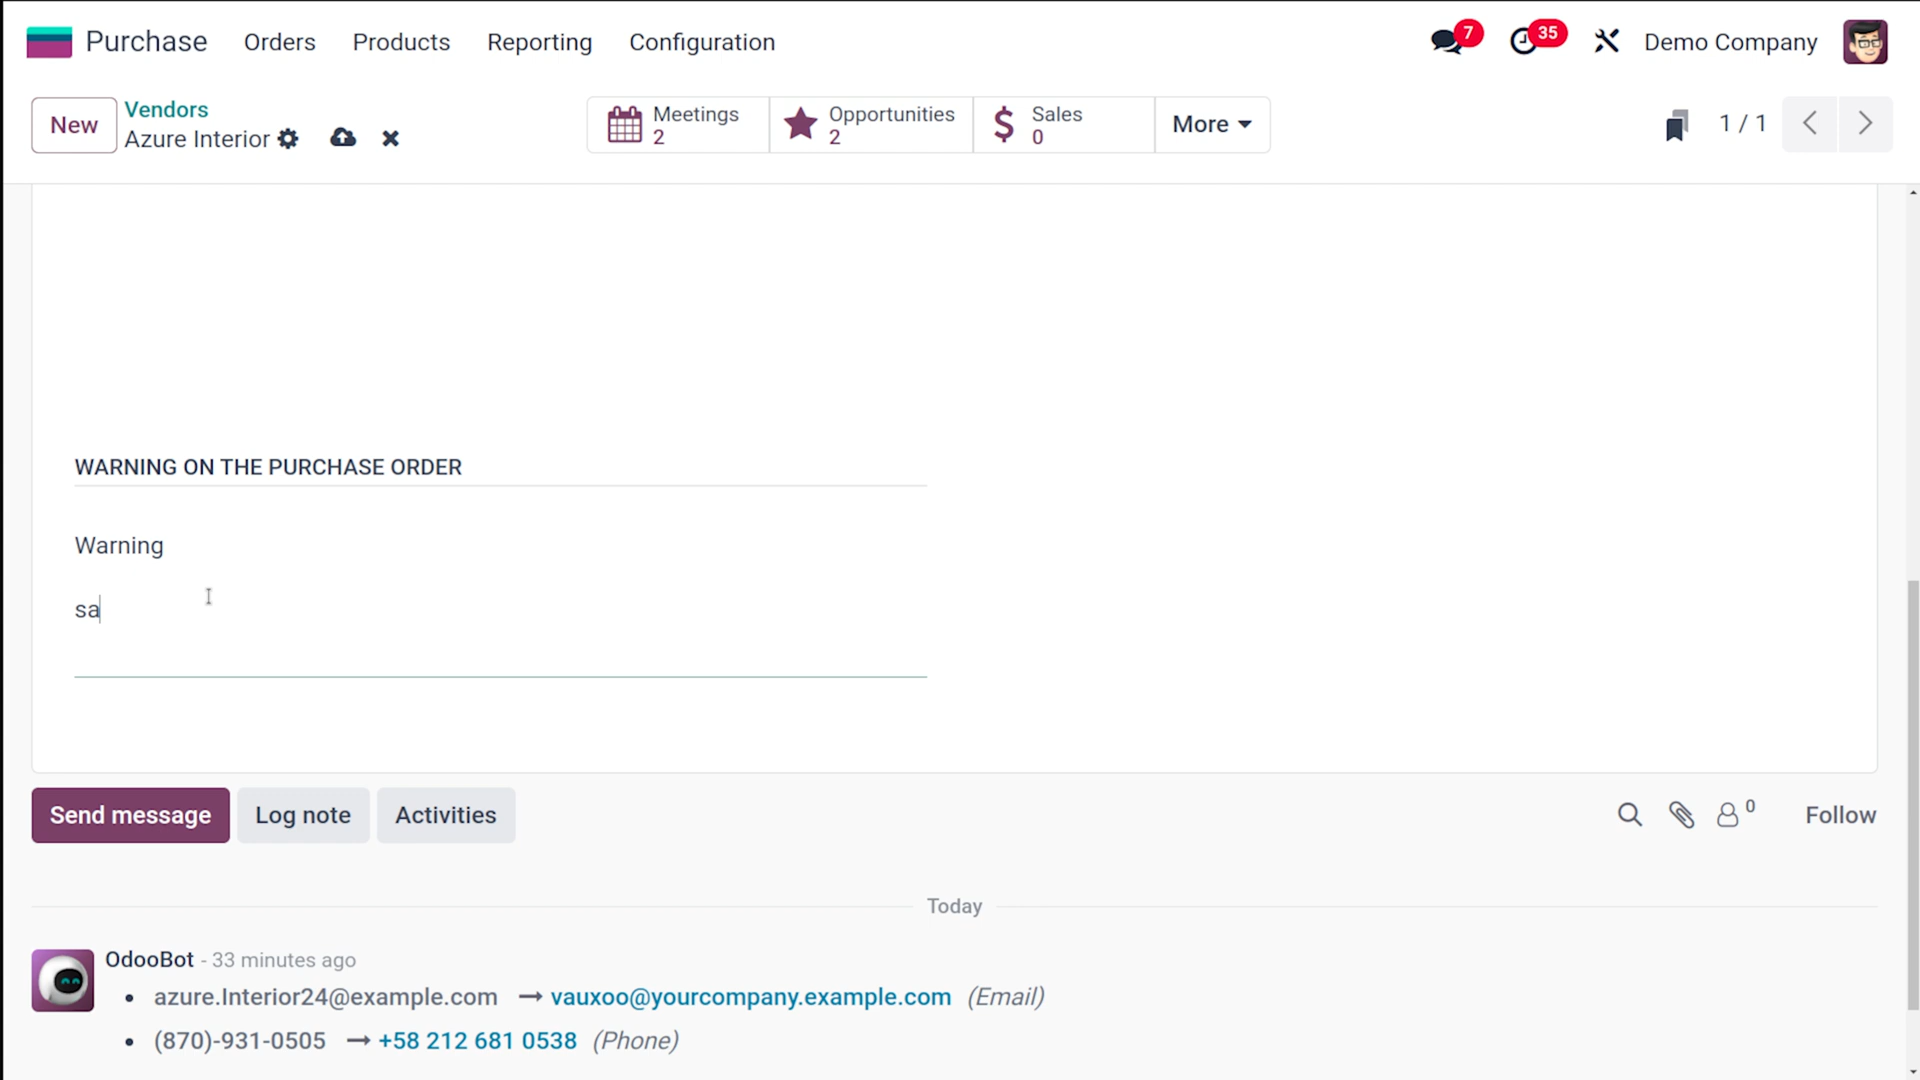 Purchase Orders Products Reporting Configuration 7 35 Demo Company
New Vendors Meetings Opportunities Sales More 1 / 1
Azure Interior 2 2 0
WARNING ON THE PURCHASE ORDER
Warning
sa
Send message Log note Activities 0 Follow
Today
OdooBot - 33 minutes ago
• azure.Interior24@example.com → vauxoo@yourcompany.example.com (Email)
• (870)-931-0505 → +58 212 681 0538 (Phone)